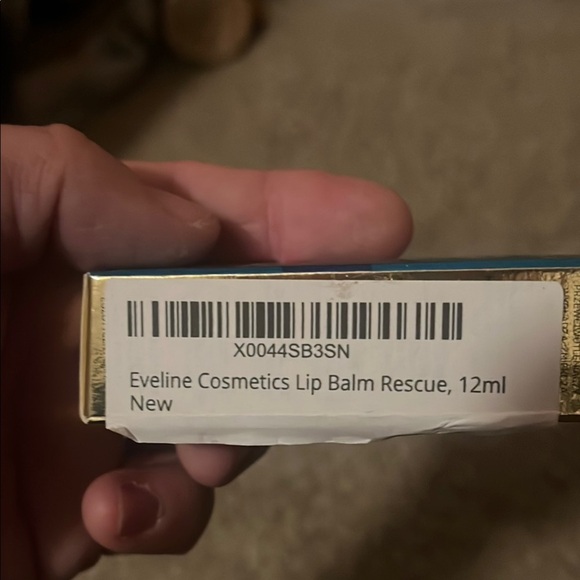 X0044SB3SN
Eveline Cosmetics Lip Balm Rescue, 12ml
New